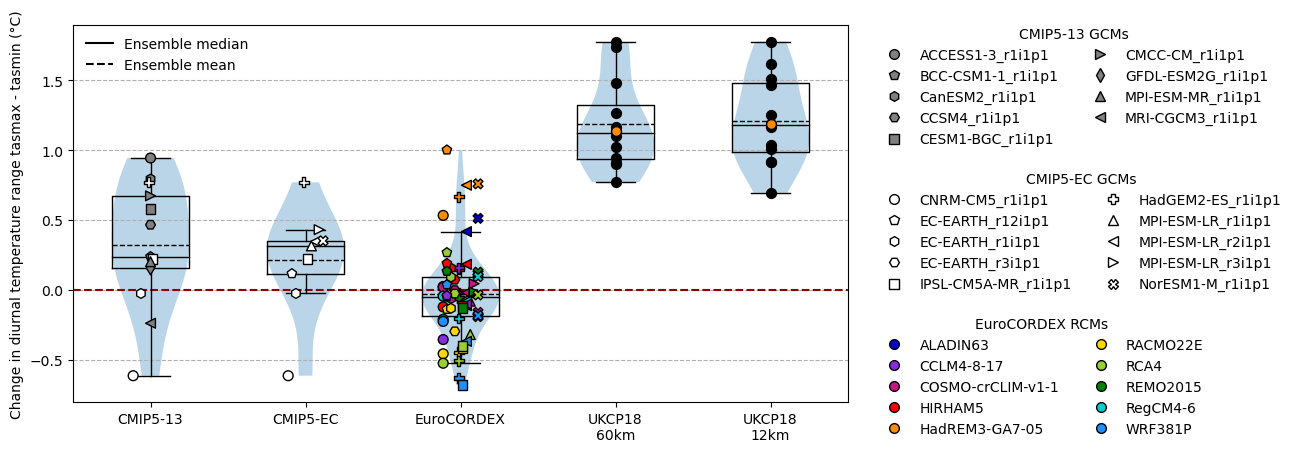 Change in diurnal temperature range tasmax - tasmin (°C)
1.5
1.0
0.5
0.0
−0.5
Ensemble median
Ensemble mean
CMIP5-13
CMIP5-EC
EuroCORDEX
UKCP18
60km
UKCP18
12km
CMIP5-13 GCMs
ACCESS1-3_r1i1p1
BCC-CSM1-1_r1i1p1
CanESM2_r1i1p1
CCSM4_r1i1p1
CESM1-BGC_r1i1p1
CMCC-CM_r1i1p1
GFDL-ESM2G_r1i1p1
MPI-ESM-MR_r1i1p1
MRI-CGCM3_r1i1p1
CMIP5-EC GCMs
CNRM-CM5_r1i1p1
EC-EARTH_r12i1p1
EC-EARTH_r1i1p1
EC-EARTH_r3i1p1
IPSL-CM5A-MR_r1i1p1
HadGEM2-ES_r1i1p1
MPI-ESM-LR_r1i1p1
MPI-ESM-LR_r2i1p1
MPI-ESM-LR_r3i1p1
NorESM1-M_r1i1p1
EuroCORDEX RCMs
ALADIN63
CCLM4-8-17
COSMO-crCLIM-v1-1
HIRHAM5
HadREM3-GA7-05
RACMO22E
RCA4
REMO2015
RegCM4-6
WRF381P